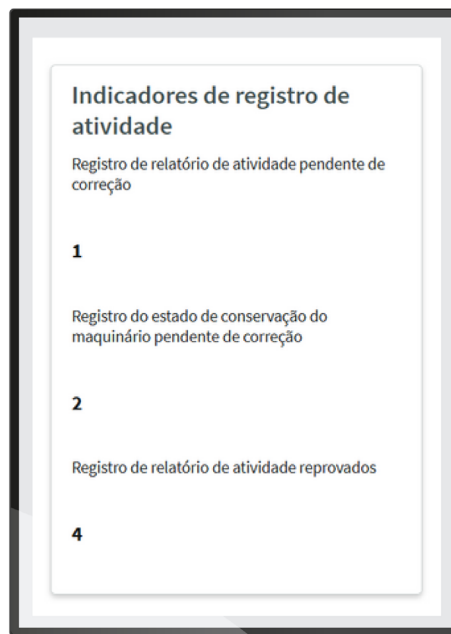 Indicadores de registro de
atividade
Registro de relatório de atividade pendente de
correção
1
Registro do estado de conservação do
maquinário pendente de correção
2
Registro de relatório de atividade reprovados
4